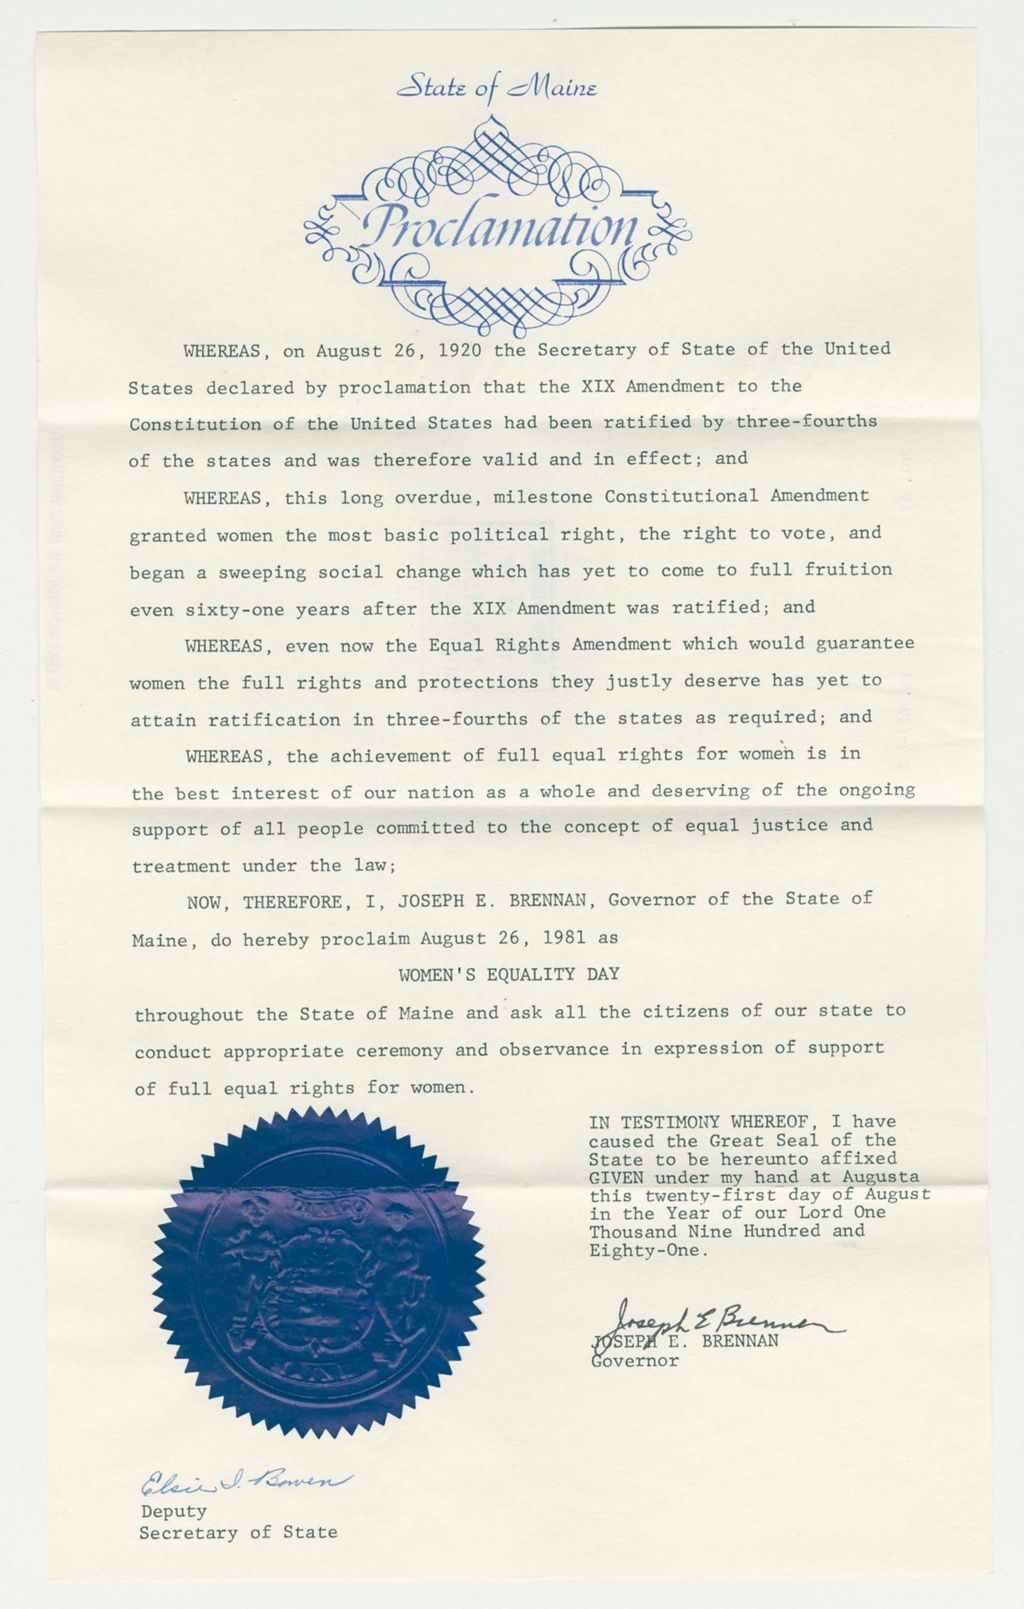 State of Maine
Proclamation
WHEREAS, on August 26, 1920 the Secretary of State of the United
States declared by proclamation that the XIX Amendment to the
Constitution of the United States had been ratified by three-fourths
of the states and was therefore valid and in effect; and
WHEREAS, this long overdue, milestone Constitutional Amendment
granted women the most basic political right, the right to vote, and
began a sweeping social change which has yet to come to full fruition
even sixty-one years after the XIX Amendment was ratified; and
WHEREAS, even now the Equal Rights Amendment which would guarantee
women the full rights and protections they justly deserve has yet to
attain ratification in three-fourths of the states as required; and
WHEREAS, the achievement of full equal rights for women is in
the best interest of our nation as a whole and deserving of the ongoing
support of all people committed to the concept of equal justice and
treatment under the law;
NOW, THEREFORE, I, JOSEPH E. BRENNAN, Governor of the State of
Maine, do hereby proclaim August 26, 1981 as
WOMEN'S EQUALITY DAY
throughout the State of Maine and ask all the citizens of our state to
conduct appropriate ceremony and observance in expression of support
of full equal rights for women.
IN TESTIMONY WHEREOF, I have
caused the Great Seal of the
State to be hereunto affixed
GIVEN under my hand at Augusta
this twenty-first day of August
in the Year of our Lord One
Thousand Nine Hundred and
Eighty-One.
Joseph E Brennan
JOSEPH E. BRENNAN
Governor
Elsie I. Bowen
Deputy
Secretary of State